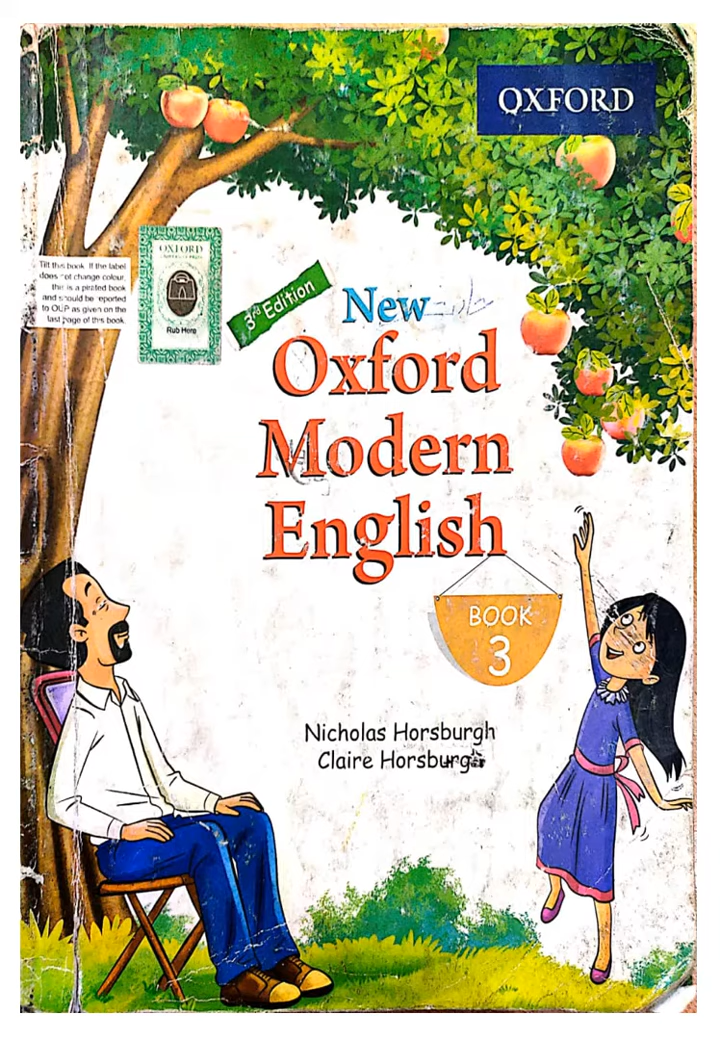 OXFORD
OXFORD
UNIVERSITY PRESS
Rub Here
Tilt this book. If the label
does not change colour,
this is a pirated book
and should be reported
to OUP as given on the
last page of this book.
3rd Edition
New
Oxford
Modern
English
BOOK
3
Nicholas Horsburgh
Claire Horsburgh